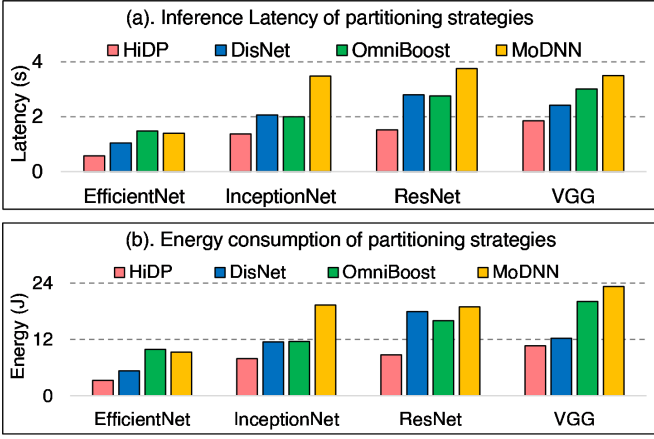 (a). Inference Latency of partitioning strategies
HiDP DisNet OmniBoost MoDNN
Latency (s)
4
2
0
EfficientNet InceptionNet ResNet VGG
(b). Energy consumption of partitioning strategies
HiDP DisNet OmniBoost MoDNN
Energy (J)
24
12
0
EfficientNet InceptionNet ResNet VGG